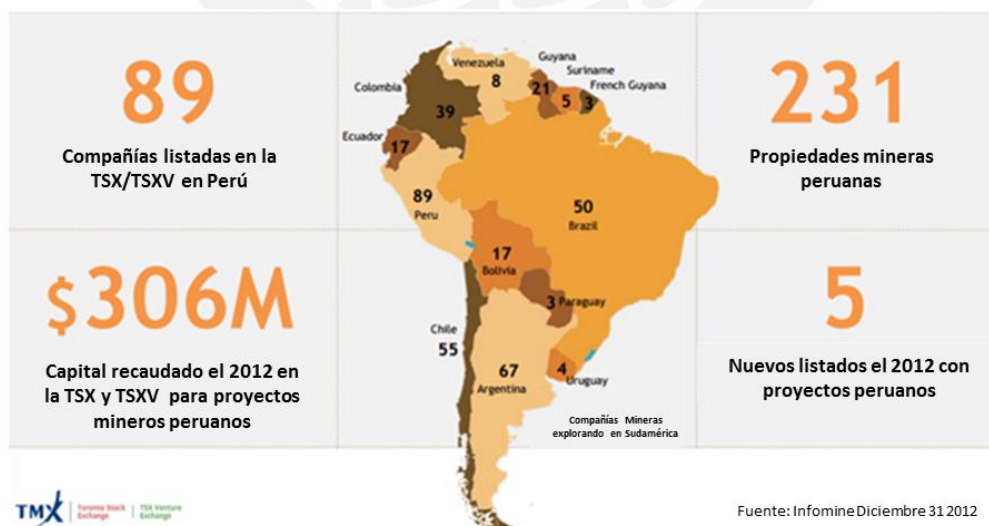 89
Compañías listadas en la
TSX/TSXV en Perú
$306M
Capital recaudado el 2012 en
la TSX y TSXV para proyectos
mineros peruanos
Venezuela
8
Guyana
21
Suriname
5
French Guyana
3
Colombia
39
Ecuador
17
89
Peru
50
Brazil
17
Bolivia
3 Paraguay
Chile
55
67
Argentina
4
Uruguay
Compañías Mineras
explorando en Sudamérica
231
Propiedades mineras
peruanas
5
Nuevos listados el 2012 con
proyectos peruanos
TMX
Toronto Stock
Exchange
TSX Venture
Exchange
Fuente: Infomine Diciembre 31 2012